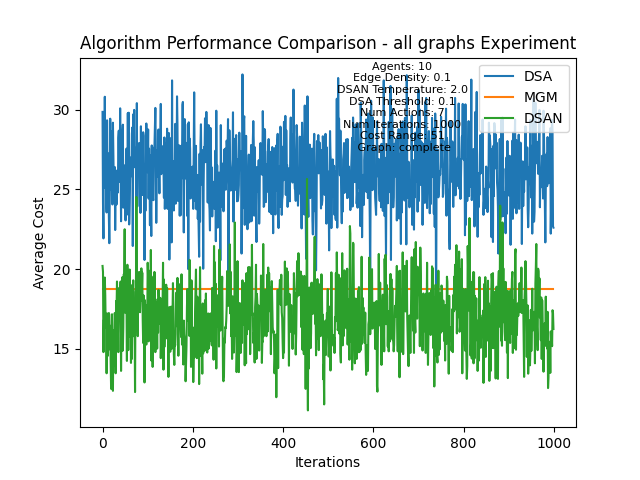 Algorithm Performance Comparison - all graphs Experiment
Agents: 10
Edge Density: 0.1
DSAN Temperature: 2.0
DSA Threshold: 0.1
Num Actions: 7
Num Iterations: 1000
Cost Range: 51
Graph: complete
DSA
MGM
DSAN
Average Cost
30
25
20
15
0
200
400
600
800
1000
Iterations